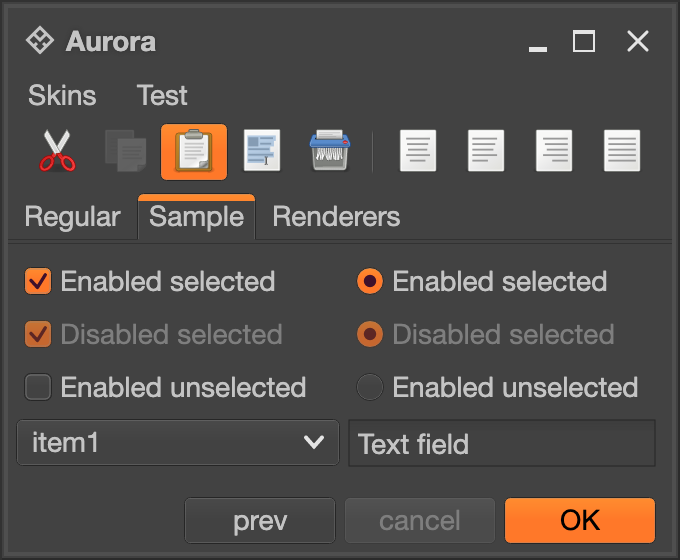 Aurora
Skins Test
Regular Sample Renderers
Enabled selected Enabled selected
Disabled selected Disabled selected
Enabled unselected Enabled unselected
item1 Text field
prev cancel OK